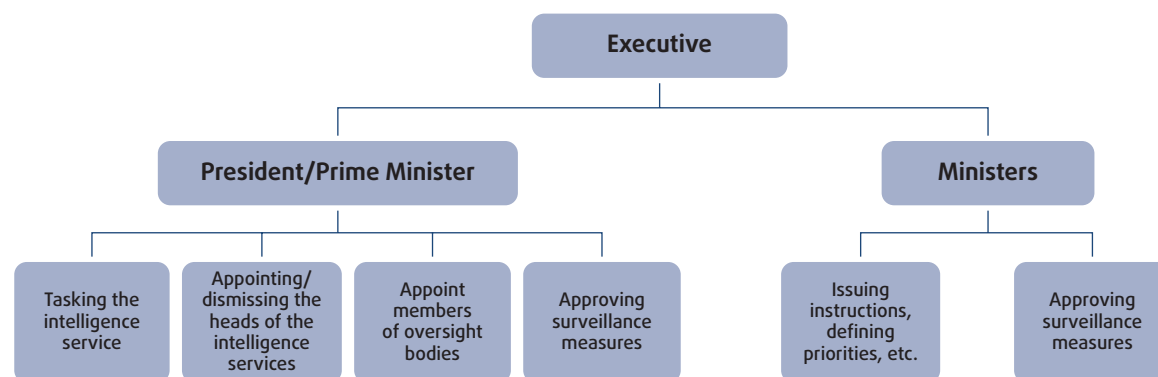 Executive
President/Prime Minister
Ministers
Tasking the
intelligence
service
Appointing/
dismissing the
heads of the
intelligence
services
Appoint
members
of oversight
bodies
Approving
surveillance
measures
Issuing
instructions,
defining
priorities, etc.
Approving
surveillance
measures